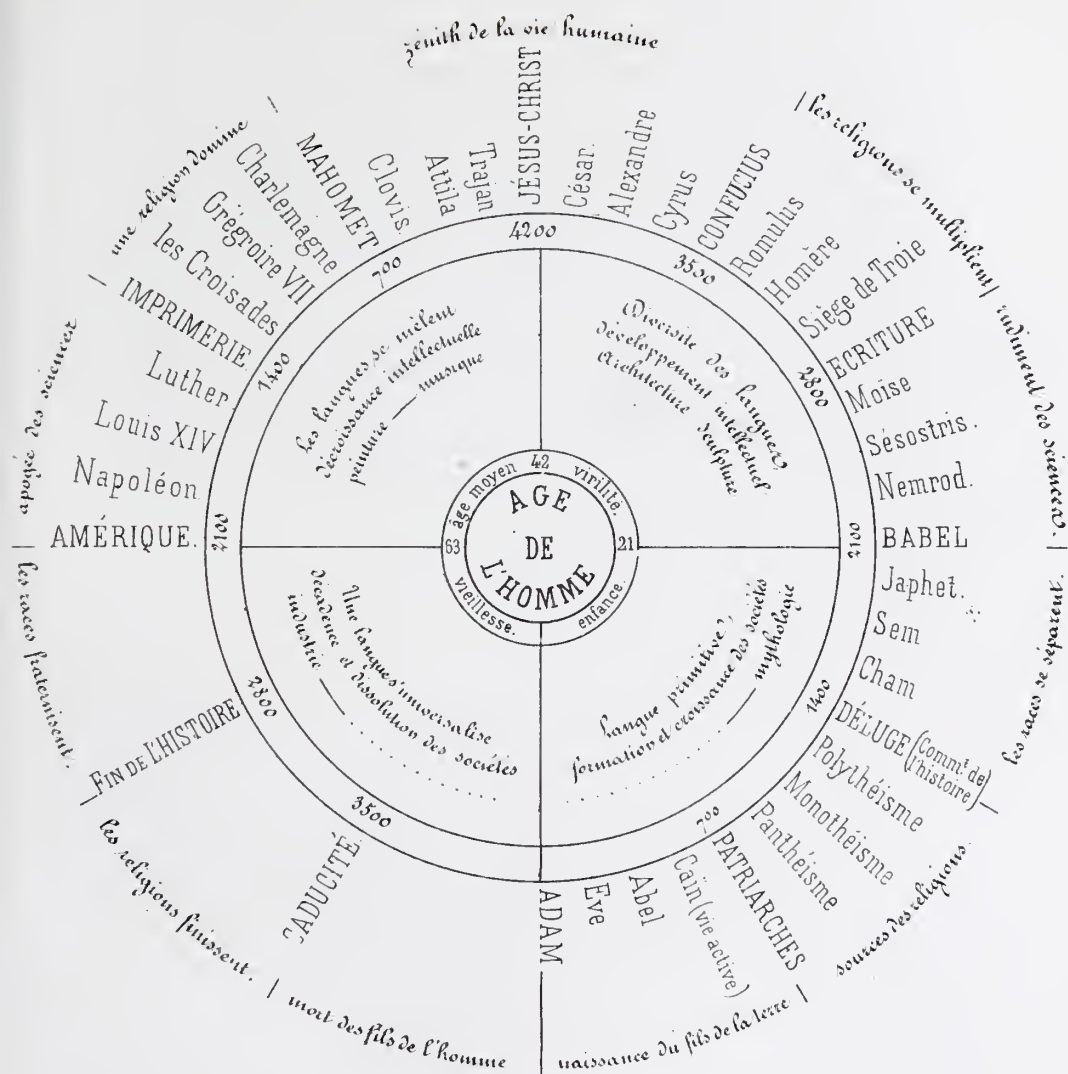 zénith de la vie humaine
JÉSUS-CHRIST
César.
Alexandre
Cyrus
CONFUCIUS
Romulus
Homère
Siège de Troie
ECRITURE
Moïse
Sésostris.
Nemrod.
BABEL
Japhet.
Sem
Cham
DÉLUGE (Commt. de l'histoire)
Polythéisme
Monothéisme
Panthéisme
PATRIARCHES
Caïn (vie active)
Abel
Eve
ADAM
CADUCITÉ.
FIN DE L'HISTOIRE
AMÉRIQUE.
Napoléon.
Louis XIV
Luther
IMPRIMERIE.
les Croisades
Grégoire VII
Charlemagne
MAHOMET
Clovis.
Attila
Trajan
les religions se multiplient
rudiment des sciences.
les races se séparent.
sources des religions.
naissance du fils de la terre
mort des fils de l'homme
les religions finissent.
les races fraternisent.
apogée des sciences
une religion domine
4200
3500
2800
2100
1400
700
3500
2800
2100
1400
700
Diversité des langues,
développement intellectuel
Architecture sculpture
Langue primitive,
formation et croissance des sociétés
mythologie
Une langue s'universalise
décadence et dissolution des sociétés
industrie
Les langues se mêlent
décroissance intellectuelle
peinture — musique
âge moyen 42 virilité.
63
21
vieillesse.
enfance.
AGE
DE
L'HOMME